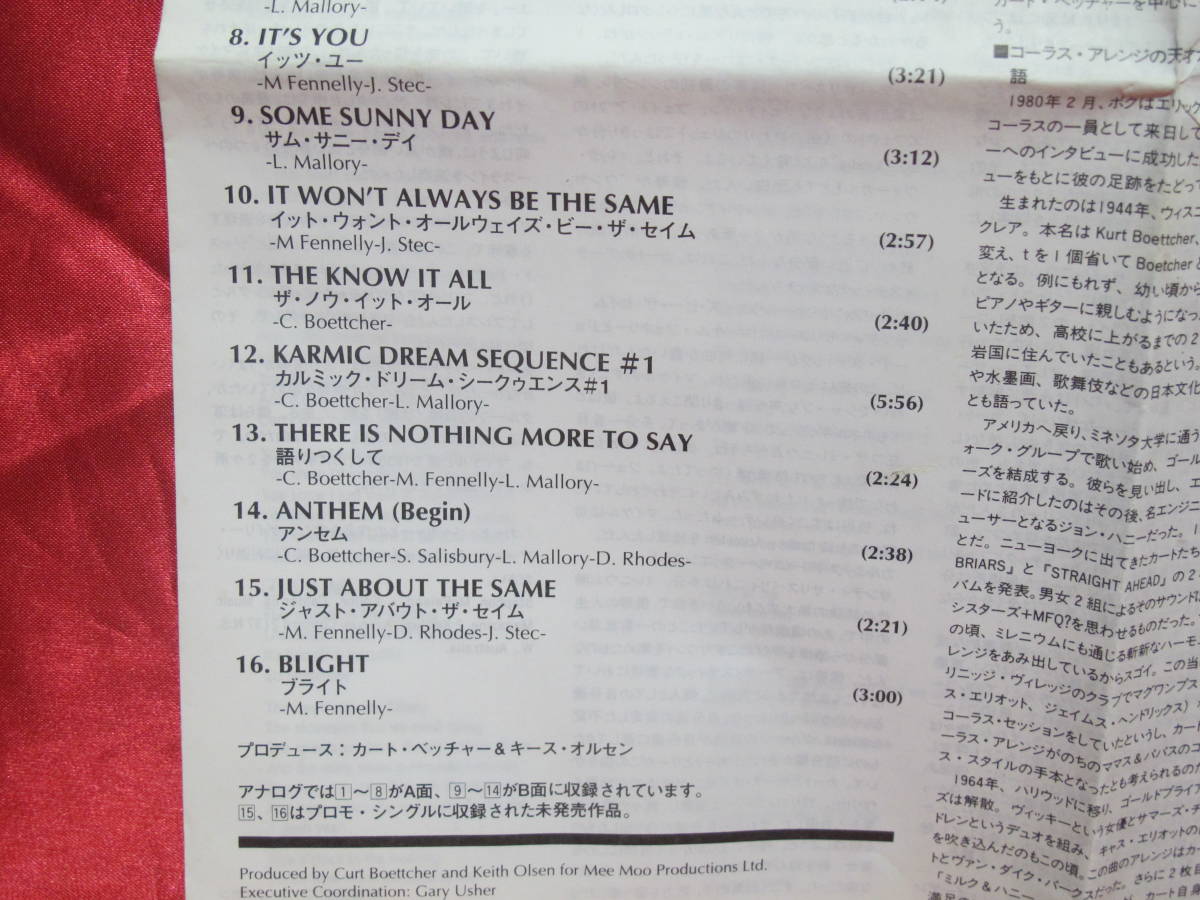 -L. Mallory-
8. IT'S YOU
イッツ・ユー
-M Fennelly-J. Stec-
(3:21)
9. SOME SUNNY DAY
サム・サニー・デイ
-L. Mallory-
(3:12)
10. IT WON'T ALWAYS BE THE SAME
イット・ウォント・オールウェイズ・ビー・ザ・セイム
-M Fennelly-J. Stec-
(2:57)
11. THE KNOW IT ALL
ザ・ノウ・イット・オール
-C. Boettcher-
(2:40)
12. KARMIC DREAM SEQUENCE #1
カルミック・ドリーム・シークゥエンス#1
-C. Boettcher-L. Mallory-
(5:56)
13. THERE IS NOTHING MORE TO SAY
語りつくして
-C. Boettcher-M. Fennelly-L. Mallory-
(2:24)
14. ANTHEM (Begin)
アンセム
-C. Boettcher-S. Salisbury-L. Mallory-D. Rhodes-
(2:38)
15. JUST ABOUT THE SAME
ジャスト・アバウト・ザ・セイム
-M. Fennelly-D. Rhodes-J. Stec-
(2:21)
16. BLIGHT
ブライト
-M. Fennelly-
(3:00)
プロデュース：カート・ベッチャー&キース・オルセン
アナログでは1～8がA面、9～14がB面に収録されています。
15、16はプロモ・シングルに収録された未発売作品。
Produced by Curt Boettcher and Keith Olsen for Mee Moo Productions Ltd.
Executive Coordination: Gary Usher
カート・ベッチャーを中心に
う。
■コーラス・アレンジの天才
語
1980年2月、ボクはエリック
コーラスの一員として来日して
ーへのインタビューに成功した
ューをもとに彼の足跡をたどって
生まれたのは1944年、ウィスコ
クレア。本名は Kurt Boettcher、
変え、tを1個省いて Boetcher と
となる。例にもれず、幼い頃から
ピアノやギターに親しむようになっ
いたため、高校に上がるまでの2
岩国に住んでいたこともあるという。
や水墨画、歌舞伎などの日本文化
とも語っていた。
アメリカへ戻り、ミネソタ大学に通う
ォーク・グループで歌い始め、ゴール
ーズを結成する。彼らを見い出し、エ
ードに紹介したのはその後、名エンジニ
ューサーとなるジョン・ハニーだった。
とだ。ニューヨークに出てきたカートたち
BRIARS』と『STRAIGHT AHEAD』の2
バムを発表。男女2組によるそのサウンドは
シスターズ+MFQ?を思わせるものだった。
の頃、ミレニウムにも通じる斬新なハーモ
レンジをあみ出しているからスゴイ。この当
リニッジ・ヴィレッジのクラブでマグワンプス
ス・エリオット、ジェイムス・ヘンドリックス)
コーラス・セッションをしていたというし、カート
ーラス・アレンジがのちのママス&パパスのコ
ス・スタイルの手本となったとも考えられるのだ
1964年、ハリウッドに移り、ゴールドブライア
ズは解散。ヴィッキーという女優とサマーズ・チ
ドレンというデュオを組み、キャス・エリオットの
を吹き込んだのもこの頃。この曲のアレンジはカー
トとヴァン・ダイク・パークスだった。さらに2枚目
「ミルク&ハニー